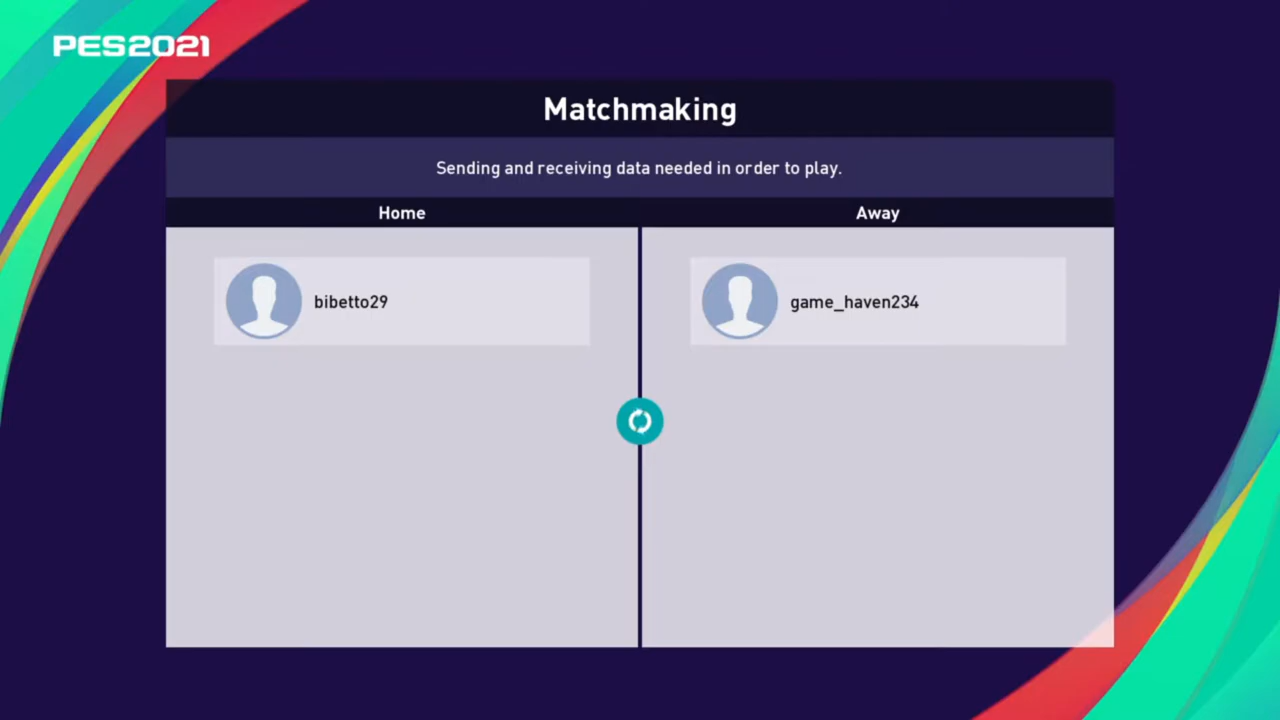 PES2021
Matchmaking
Sending and receiving data needed in order to play.
Home
Away
bibetto29
game_haven234